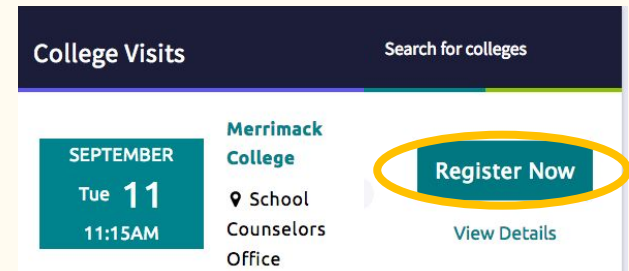 College Visits
Search for colleges
SEPTEMBER
Tue 11
11:15AM
Merrimack
College
School
Counselors
Office
Register Now
View Details